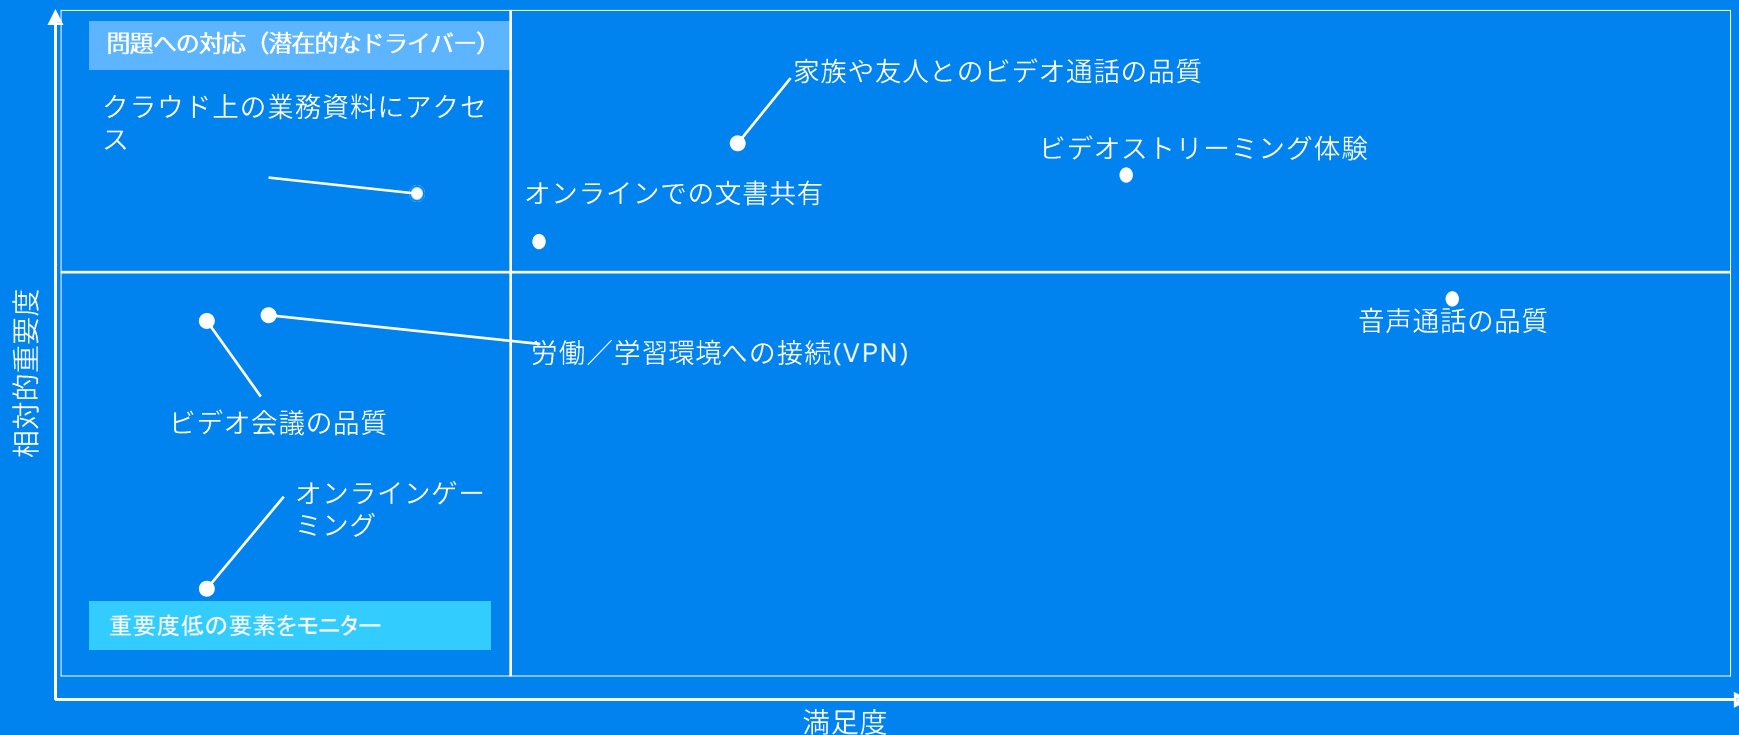 問題への対応（潜在的なドライバー）
クラウド上の業務資料にアクセ
ス
家族や友人とのビデオ通話の品質
ビデオストリーミング体験
オンラインでの文書共有
相対的重要度
音声通話の品質
労働／学習環境への接続(VPN)
ビデオ会議の品質
オンラインゲー
ミング
重要度低の要素をモニター
満足度